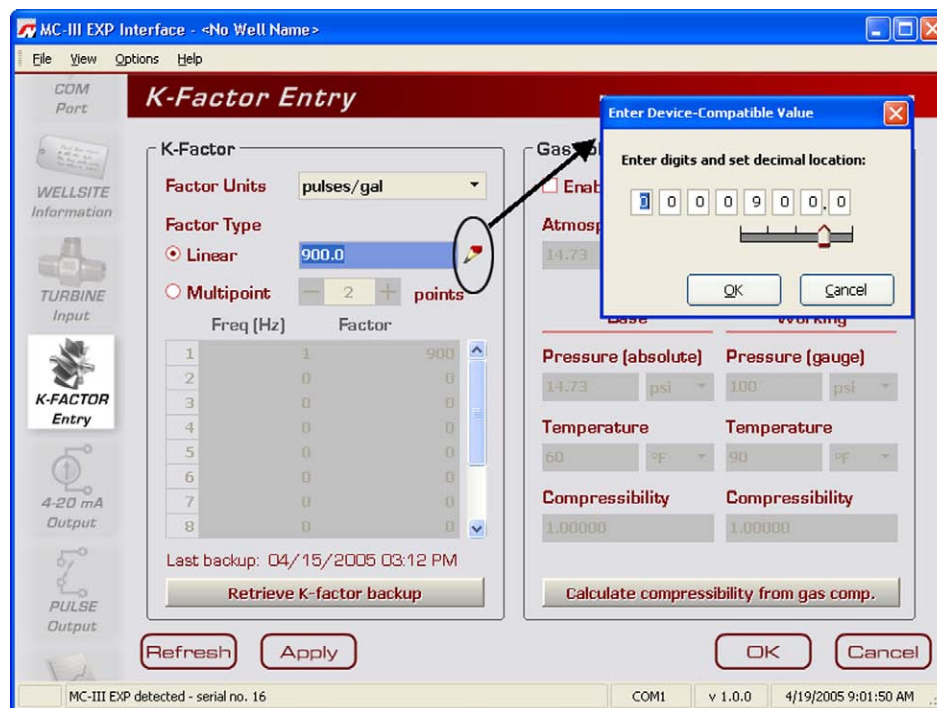 MC-III EXP Interface - <No Well Name>
File View Options Help
COM
Port
WELLSITE
Information
TURBINE
Input
K-FACTOR
Entry
4-20 mA
Output
PULSE
Output
K-Factor Entry
K-Factor
Factor Units pulses/gal
Factor Type
Linear 900.0
Multipoint 2 points
Freq (Hz) Factor
1 1 900
2 0 0
3 0 0
4 0 0
5 0 0
6 0 0
7 0 0
8 0 0
Last backup: 04/15/2005 03:12 PM
Retrieve K-factor backup
Enter Device-Compatible Value
Enter digits and set decimal location:
0 0 0 0 9 0 0 . 0
OK Cancel
Gas
Enab
Atmosp
14.73
Base Working
Pressure (absolute) Pressure (gauge)
14.73 psi 100 psi
Temperature Temperature
60 °F 90 °F
Compressibility Compressibility
1.00000 1.00000
Calculate compressibility from gas comp.
Refresh Apply OK Cancel
MC-III EXP detected - serial no. 16 COM1 v 1.0.0 4/19/2005 9:01:50 AM